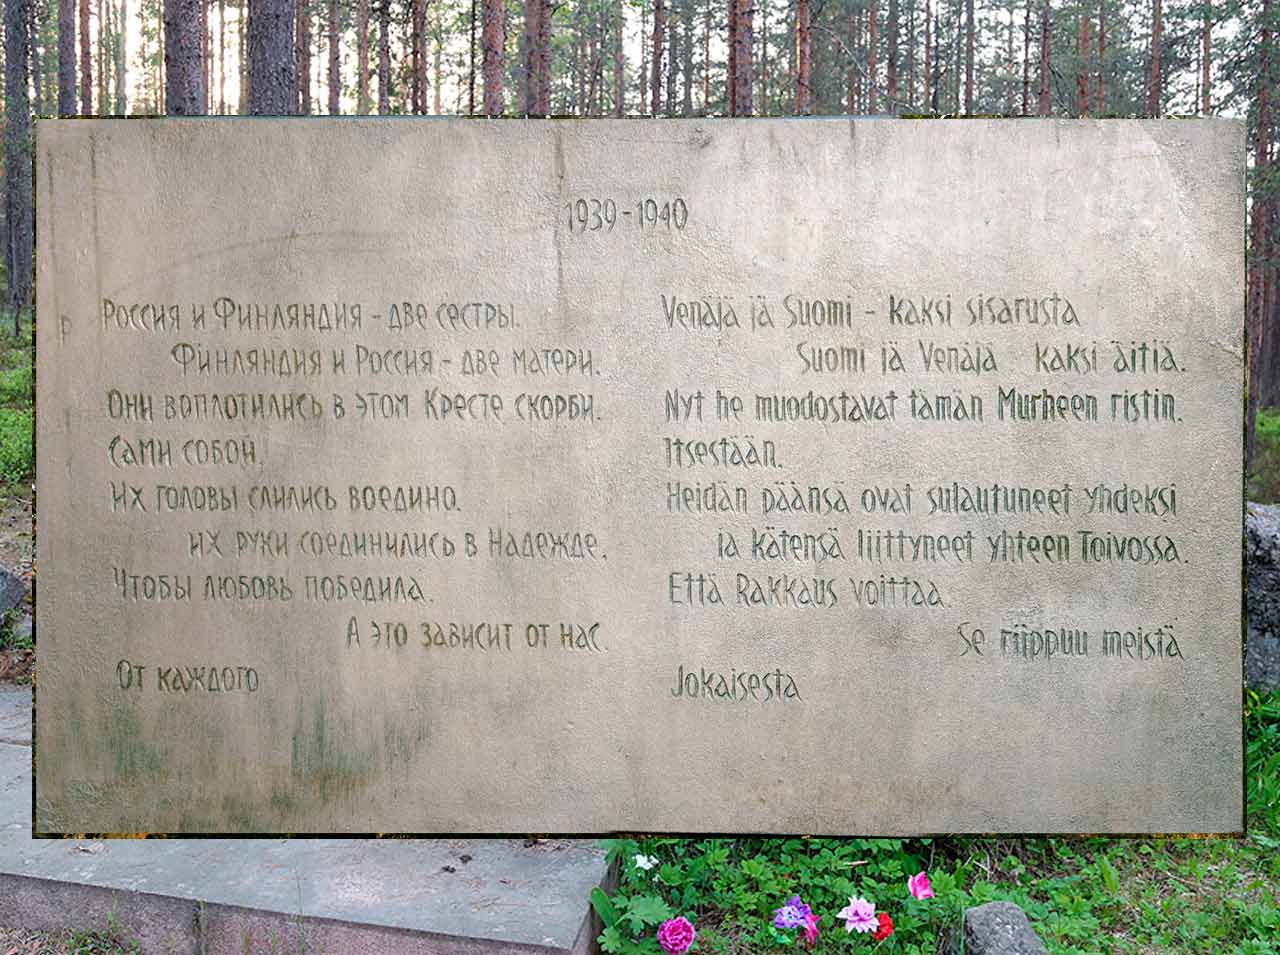 1939-1940
Россия и Финляндия - две сестры.
Финляндия и Россия - две матери.
Они воплотились в этом Кресте скорби.
Сами собой.
Их головы слились воедино.
их руки соединились в Надежде.
Чтобы любовь победила.
А это зависит от нас.
От каждого
Venäjä jä Suomi - kaksi sisarusta
Suomi jä Venäjä kaksi äitiä.
Nyt he muodostavat tämän Murheen ristin.
Itsestään.
Heidän päänsä ovat sulautuneet yhdeksi
ja kätensä liittyneet yhteen Toivossa.
Että Rakkaus voittaa.
Se riippuu meistä
Jokaisesta